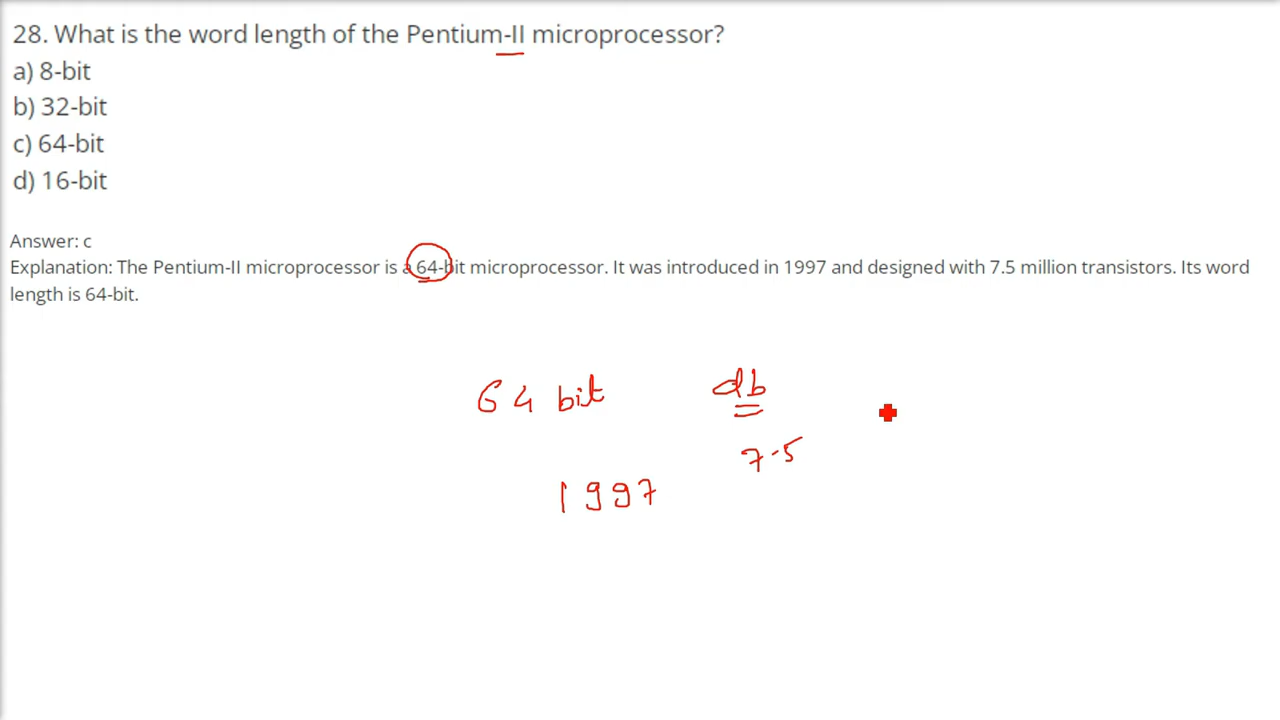 28. What is the word length of the Pentium-II microprocessor?
a) 8-bit
b) 32-bit
c) 64-bit
d) 16-bit
Answer: c
Explanation: The Pentium-II microprocessor is a 64-bit microprocessor. It was introduced in 1997 and designed with 7.5 million transistors. Its word
length is 64-bit.
64 bit db
7.5
1997